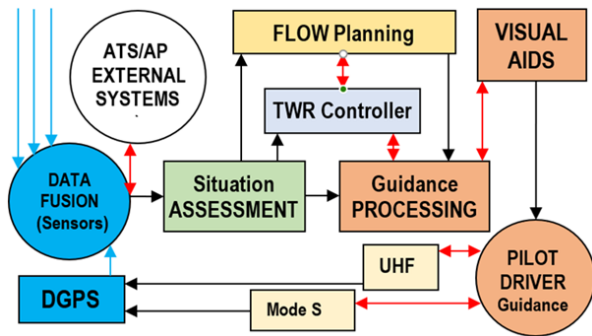 ATS/AP
EXTERNAL
SYSTEMS
FLOW Planning
VISUAL
AIDS
TWR Controller
DATA
FUSION
(Sensors)
Situation
ASSESSMENT
Guidance
PROCESSING
UHF
PILOT
DRIVER
Guidance
DGPS
Mode S